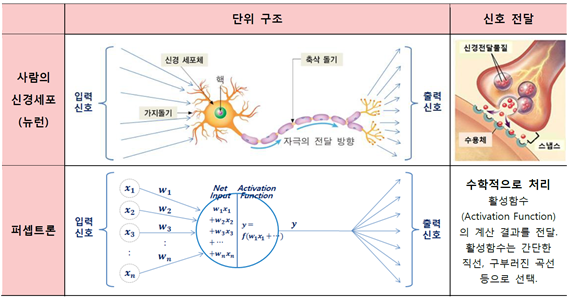 단위 구조
신호 전달
사람의
신경세포
(뉴런)
입력
신호
신경 세포체
핵
가지돌기
축삭 돌기
자극의 전달 방향
출력
신호
신경전달물질
수용체
스냅스
퍼셉트론
입력
신호
x₁
x₂
x₃
:
xₙ
w₁
w₂
w₃
:
wₙ
Net
Input
Activation
Function
w₁x₁
+w₂x₂
+w₃x₃
+⋯
+wₙxₙ
y=
f(w₁x₁+⋯)
y
출력
신호
수학적으로 처리
활성함수
(Activation Function)
의 계산 결과를 전달.
활성함수는 간단한
직선, 구부러진 곡선
등으로 선택.